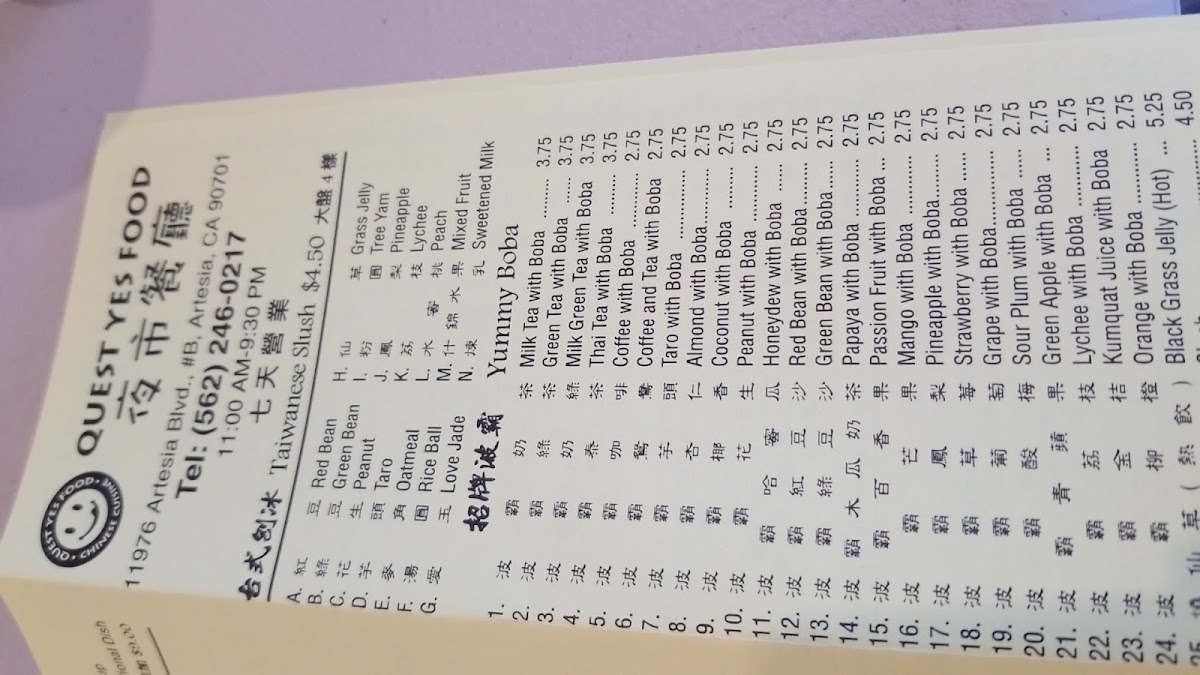 QUEST YES FOOD • CHINESE CUISINE •
QUEST YES FOOD
夜市餐廳
11976 Artesia Blvd., #B, Artesia, CA 90701
Tel: (562) 246-0217
11:00 AM-9:30 PM
七天營業
台式刨冰 Taiwanese Slush $4.50 大盤4樣
A. 紅豆 Red Bean
B. 綠豆 Green Bean
C. 花生 Peanut
D. 芋頭 Taro
E. 麥角 Oatmeal
F. 湯圓 Rice Ball
G. 愛玉 Love Jade
H. 仙草 Grass Jelly
I. 粉圓 Tree Yam
J. 鳳梨 Pineapple
K. 荔枝 Lychee
L. 水蜜桃 Peach
M. 什錦水果 Mixed Fruit
N. 煉乳 Sweetened Milk
招牌波霸 Yummy Boba
1. 波霸奶茶 Milk Tea with Boba ......... 3.75
2. 波霸綠茶 Green Tea with Boba ...... 3.75
3. 波霸奶綠 Milk Green Tea with Boba 3.75
4. 波霸泰茶 Thai Tea with Boba ......... 3.75
5. 波霸咖啡 Coffee with Boba ........... 2.75
6. 波霸鴛鴦 Coffee and Tea with Boba 2.75
7. 波霸芋頭 Taro with Boba ............... 2.75
8. 波霸杏仁 Almond with Boba.......... 2.75
9. 波霸椰香 Coconut with Boba ........ 2.75
10. 波霸花生 Peanut with Boba .......... 2.75
11. 波霸哈蜜瓜 Honeydew with Boba ..... 2.75
12. 波霸紅豆沙 Red Bean with Boba ....... 2.75
13. 波霸綠豆沙 Green Bean with Boba .... 2.75
14. 波霸木瓜奶茶 Papaya with Boba ........... 2.75
15. 波霸百香果 Passion Fruit with Boba ... 2.75
16. 波霸芒果 Mango with Boba ............ 2.75
17. 波霸鳳梨 Pineapple with Boba....... 2.75
18. 波霸草莓 Strawberry with Boba ..... 2.75
19. 波霸葡萄 Grape with Boba............. 2.75
20. 波霸酸梅 Sour Plum with Boba ..... 2.75
21. 波霸青蘋果 Green Apple with Boba ... 2.75
22. 波霸荔枝 Lychee with Boba ........... 2.75
23. 波霸金桔 Kumquat Juice with Boba 2.75
24. 波霸柳橙 Orange with Boba ........... 5.25
25. 仙草(熱飲) Black Grass Jelly (Hot) ... 4.50